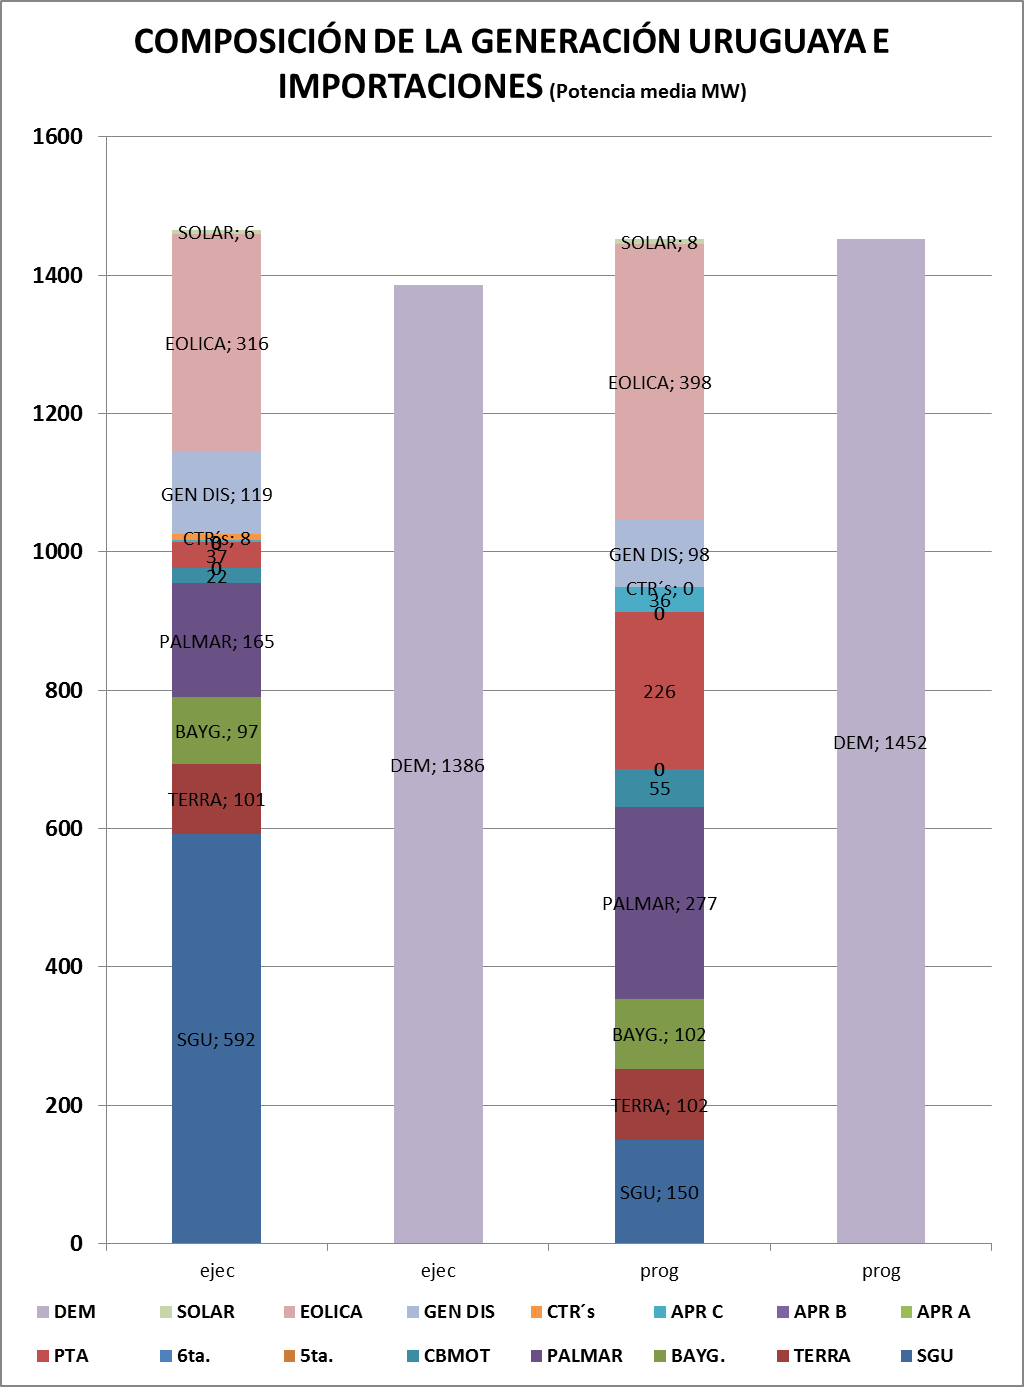 COMPOSICIÓN DE LA GENERACIÓN URUGUAYA E
IMPORTACIONES (Potencia media MW)
1600
1400
1200
1000
800
600
400
200
0
SOLAR; 6
EOLICA; 316
GEN DIS; 119
CTR´s; 8
0
37
0
22
PALMAR; 165
BAYG.; 97
TERRA; 101
SGU; 592
DEM; 1386
SOLAR; 8
EOLICA; 398
GEN DIS; 98
CTR´s; 0
36
0
226
0
55
PALMAR; 277
BAYG.; 102
TERRA; 102
SGU; 150
DEM; 1452
ejec ejec prog prog
DEM SOLAR EOLICA GEN DIS CTR´s APR C APR B APR A
PTA 6ta. 5ta. CBMOT PALMAR BAYG. TERRA SGU